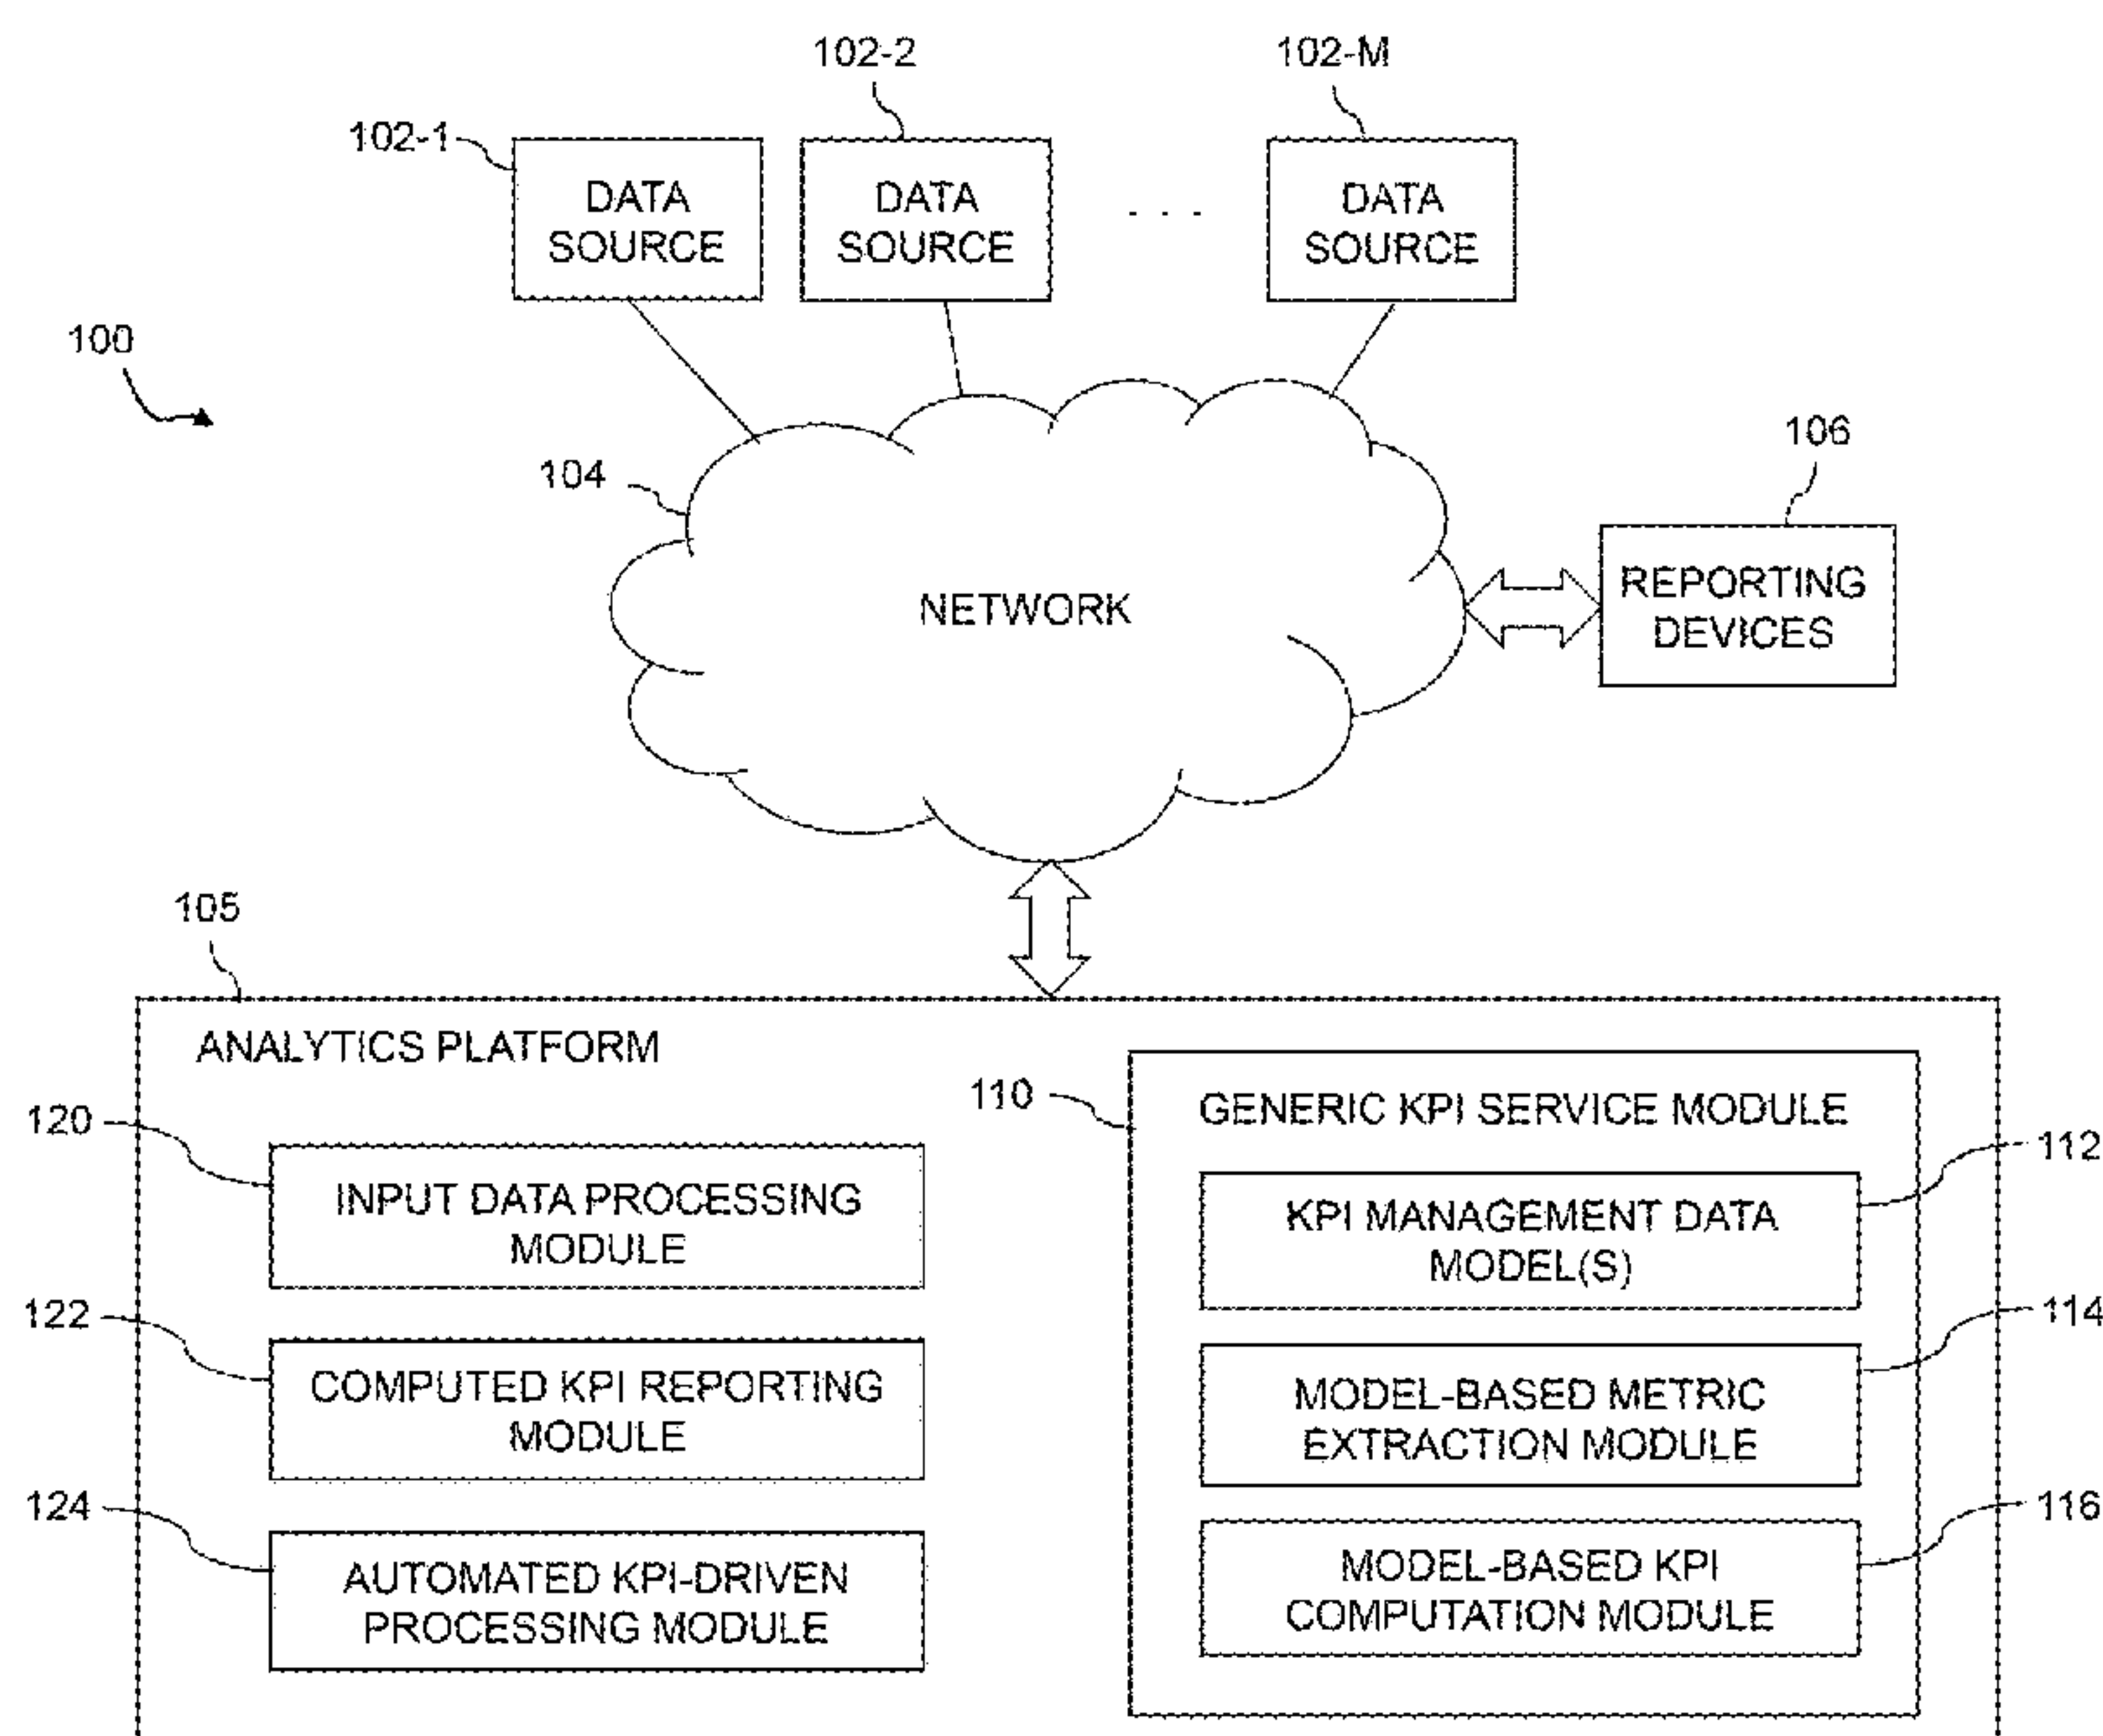 102-2
102-M
102-1
DATA
SOURCE
DATA
SOURCE
. . .
DATA
SOURCE
100
104
106
NETWORK
REPORTING
DEVICES
105
ANALYTICS PLATFORM
110
GENERIC KPI SERVICE MODULE
120
INPUT DATA PROCESSING
MODULE
112
KPI MANAGEMENT DATA
MODEL(S)
122
COMPUTED KPI REPORTING
MODULE
114
MODEL-BASED METRIC
EXTRACTION MODULE
124
AUTOMATED KPI-DRIVEN
PROCESSING MODULE
116
MODEL-BASED KPI
COMPUTATION MODULE